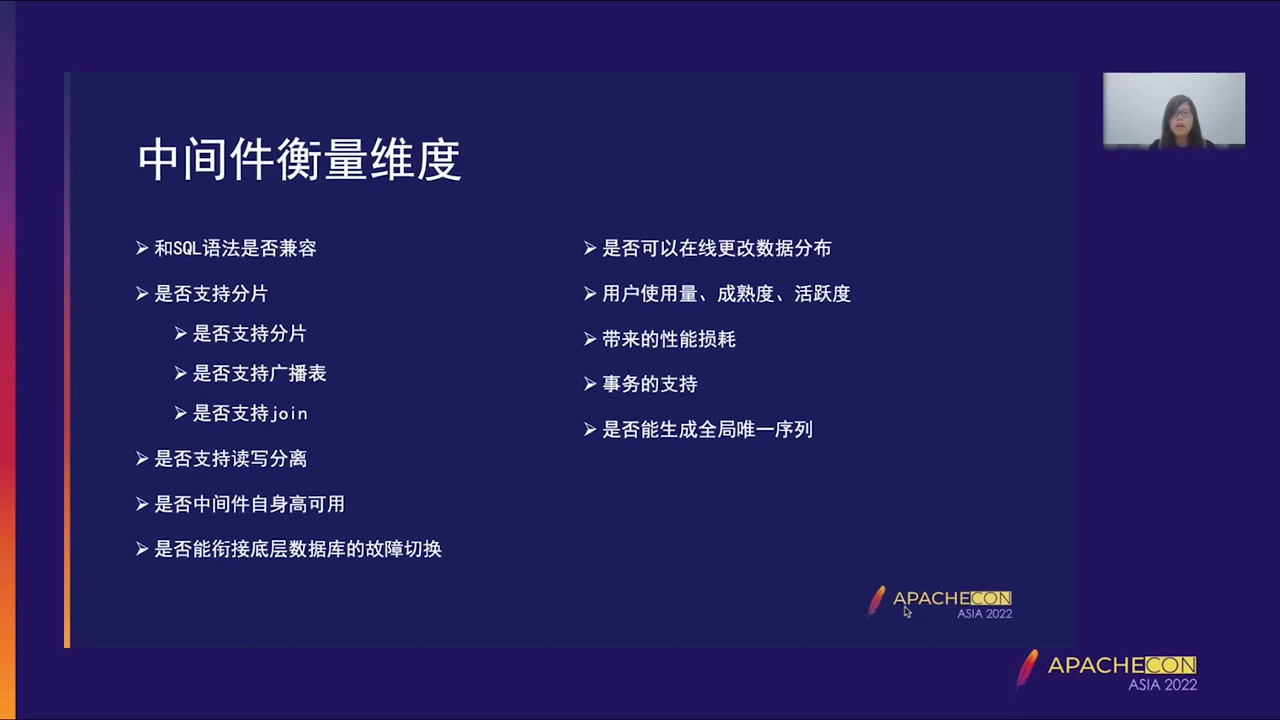 中间件衡量维度
和SQL语法是否兼容
是否支持分片
是否支持分片
是否支持广播表
是否支持join
是否支持读写分离
是否中间件自身高可用
是否能衔接底层数据库的故障切换
是否可以在线更改数据分布
用户使用量、成熟度、活跃度
带来的性能损耗
事务的支持
是否能生成全局唯一序列
APACHECON
ASIA 2022
APACHECON
ASIA 2022